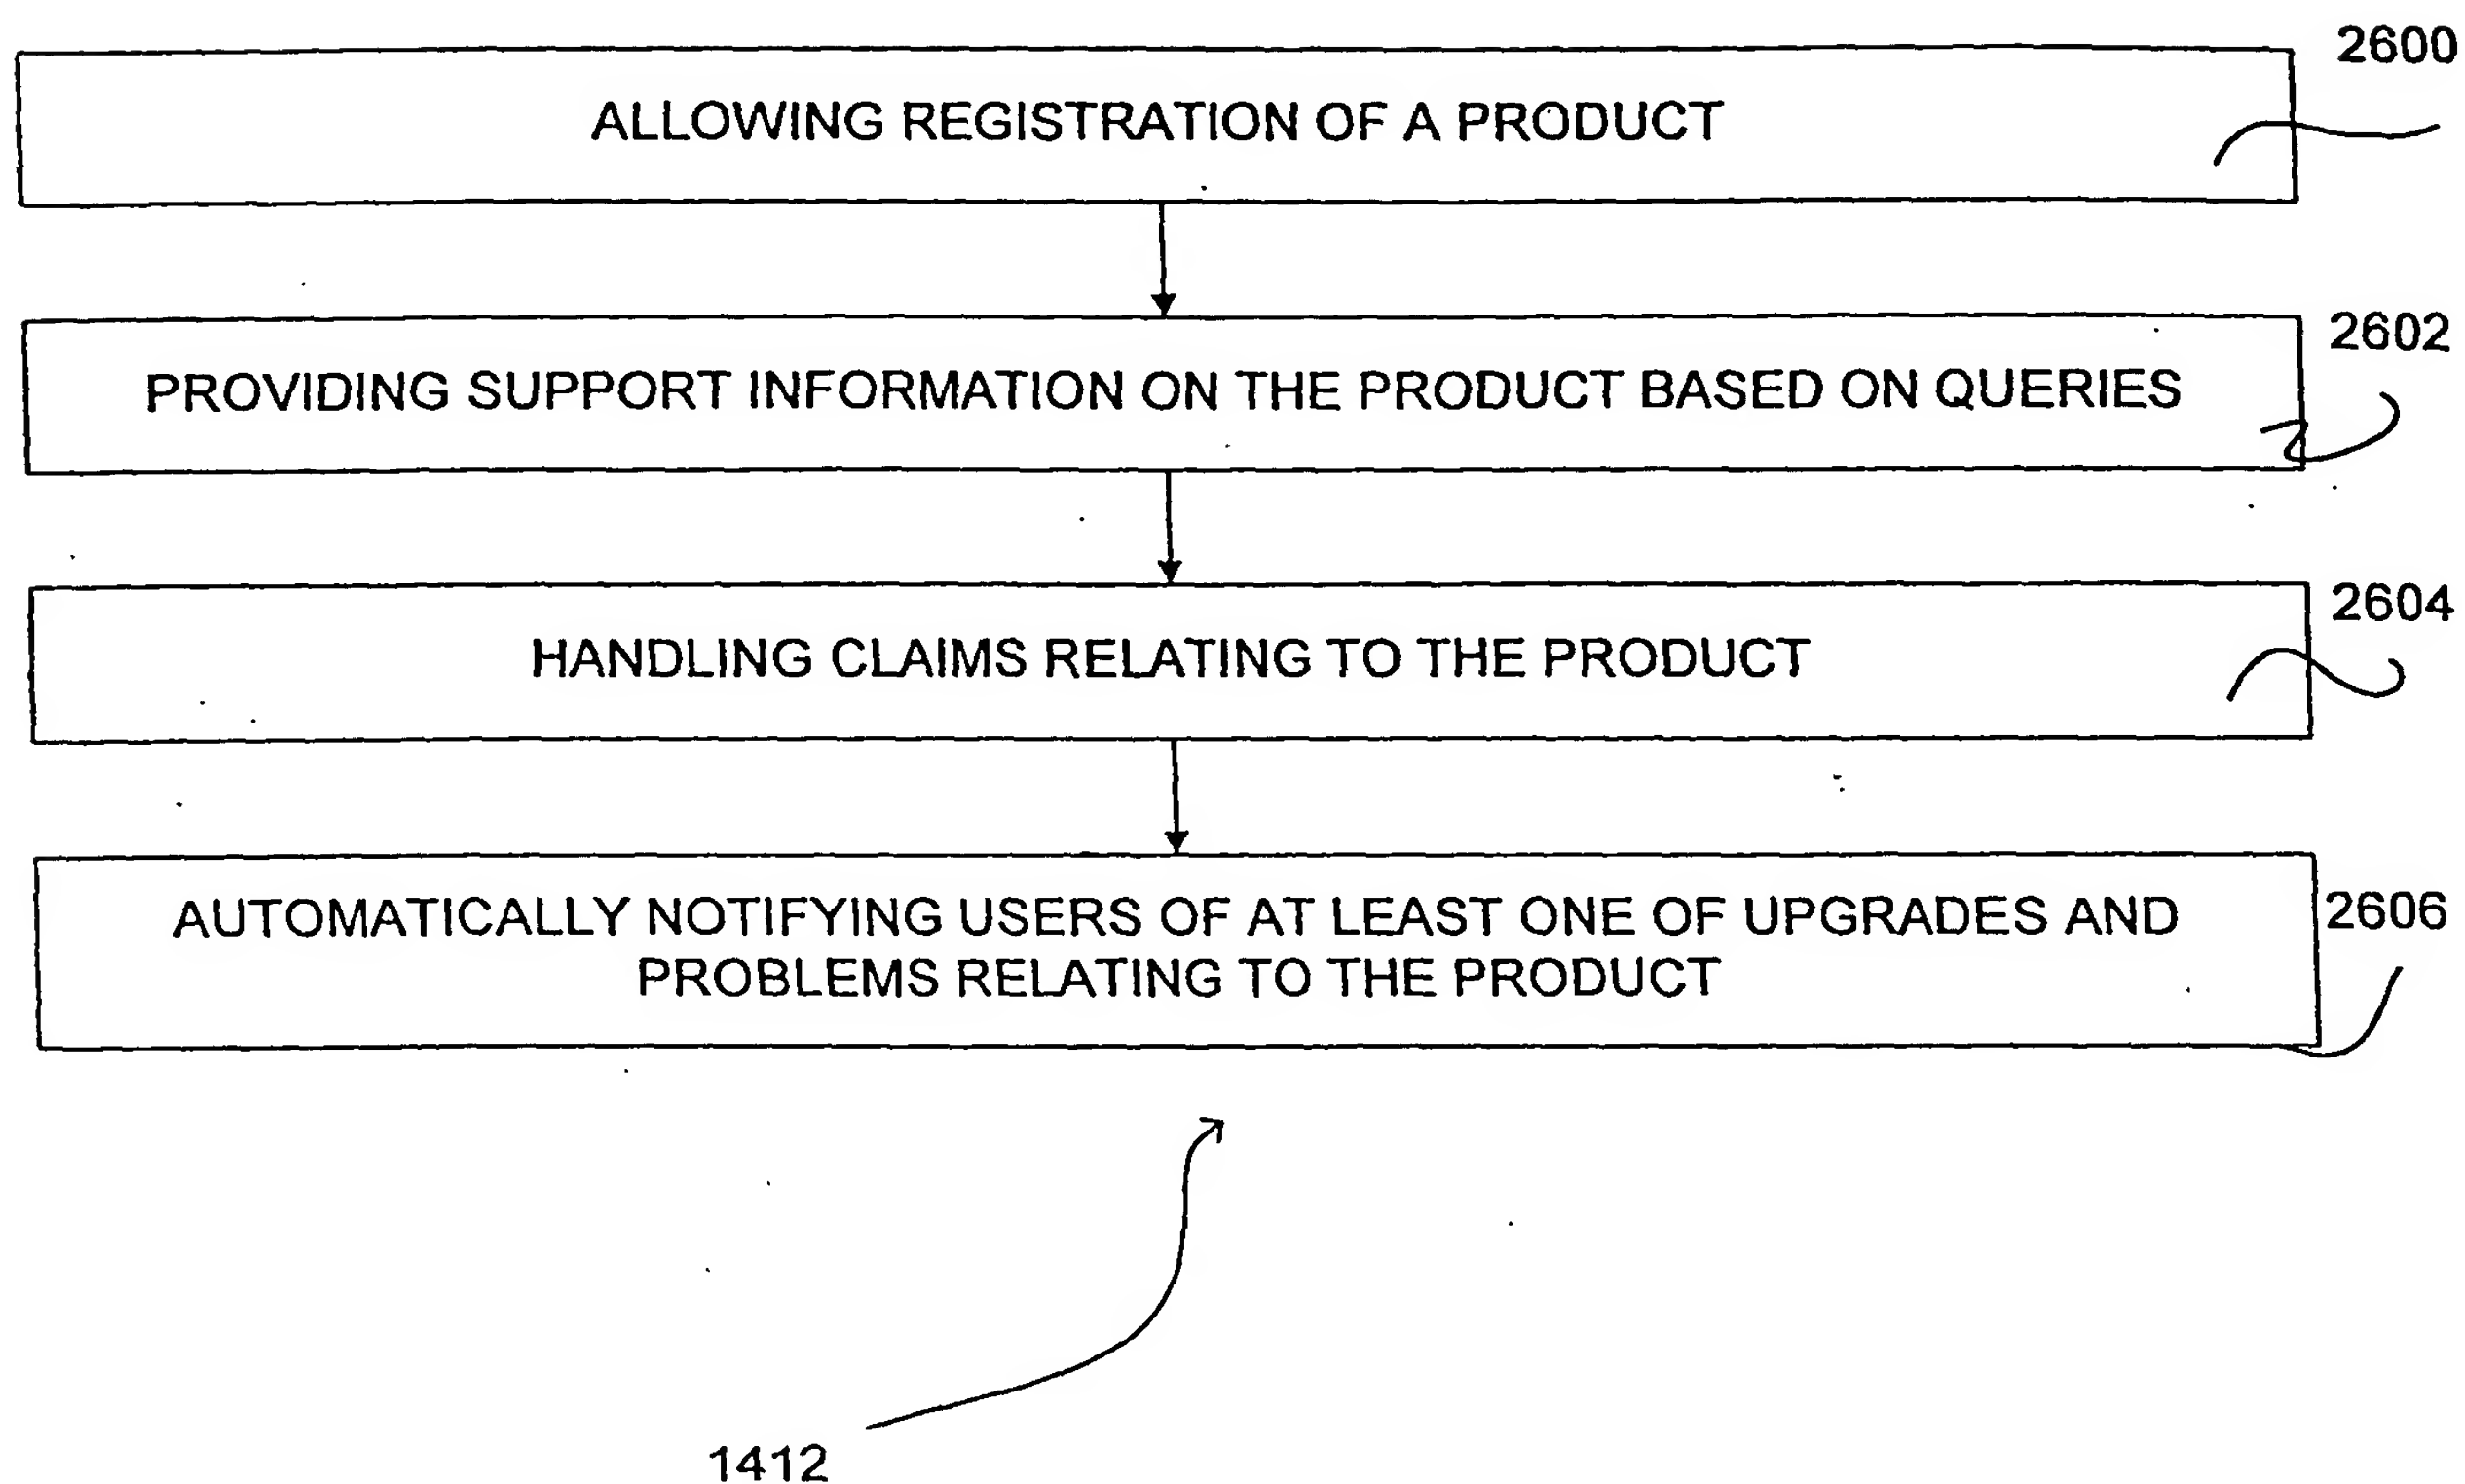 2600
ALLOWING REGISTRATION OF A PRODUCT
2602
PROVIDING SUPPORT INFORMATION ON THE PRODUCT BASED ON QUERIES
2604
HANDLING CLAIMS RELATING TO THE PRODUCT
2606
AUTOMATICALLY NOTIFYING USERS OF AT LEAST ONE OF UPGRADES AND
PROBLEMS RELATING TO THE PRODUCT
1412